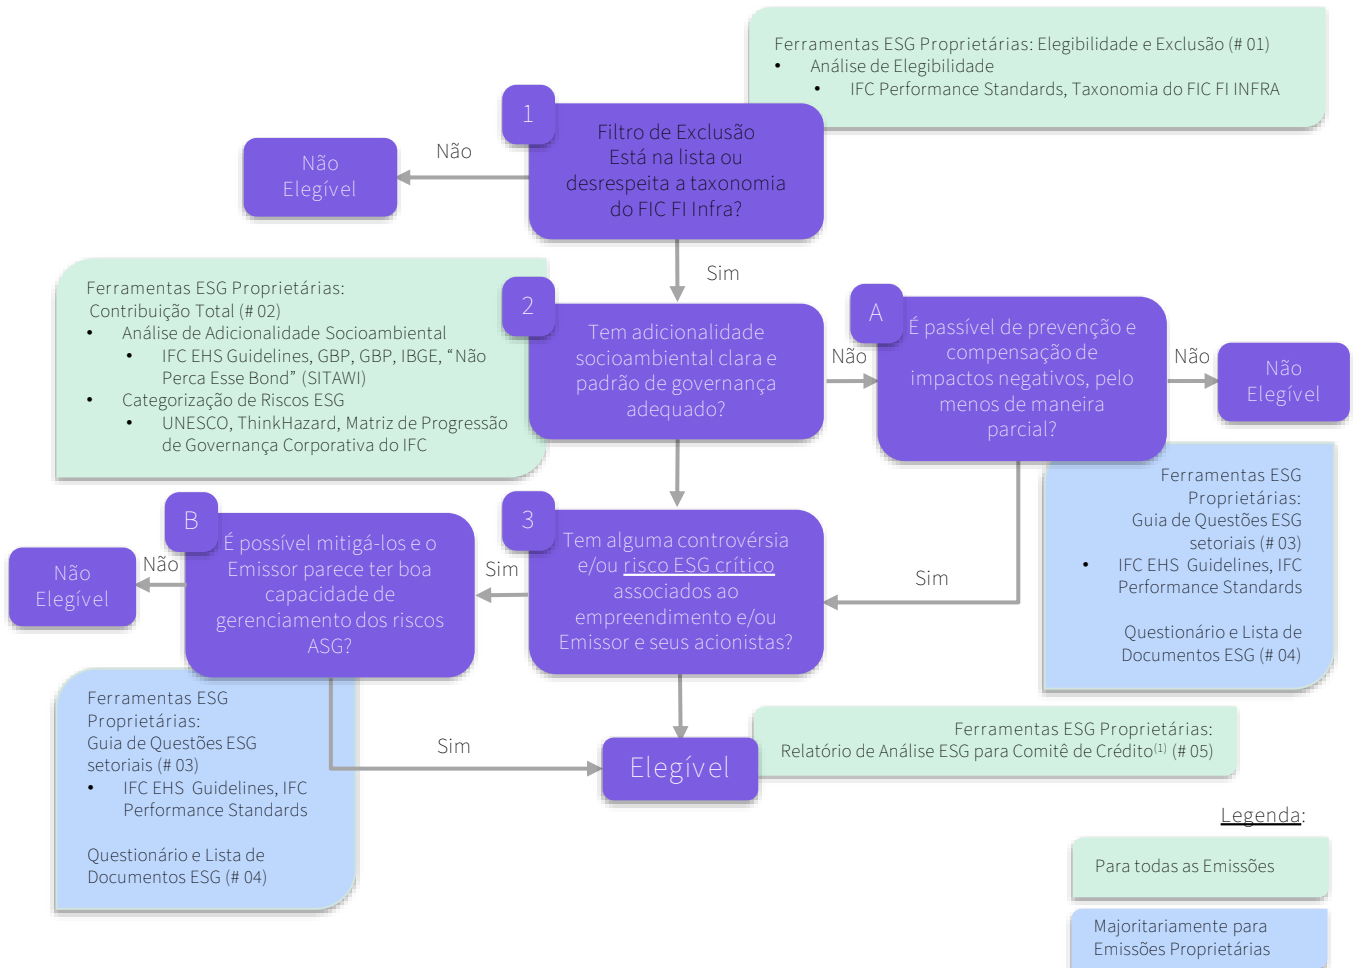 Ferramentas ESG Proprietárias: Elegibilidade e Exclusão (# 01)
• Análise de Elegibilidade
• IFC Performance Standards, Taxonomia do FIC FI INFRA
1
Filtro de Exclusão
Está na lista ou
desrespeita a taxonomia
do FIC FI Infra?
Não
Não
Elegível
Sim
Ferramentas ESG Proprietárias:
Contribuição Total (# 02)
• Análise de Adicionalidade Socioambiental
• IFC EHS Guidelines, GBP, GBP, IBGE, “Não
Perca Esse Bond” (SITAWI)
• Categorização de Riscos ESG
• UNESCO, ThinkHazard, Matriz de Progressão
de Governança Corporativa do IFC
2
Tem adicionalidade
socioambiental clara e
padrão de governança
adequado?
Não
A
É passível de prevenção e
compensação de
impactos negativos, pelo
menos de maneira
parcial?
Não
Não
Elegível
Ferramentas ESG
Proprietárias:
Guia de Questões ESG
setoriais (# 03)
• IFC EHS Guidelines, IFC
Performance Standards
Questionário e Lista de
Documentos ESG (# 04)
Sim
3
Tem alguma controvérsia
e/ou risco ESG crítico
associados ao
empreendimento e/ou
Emissor e seus acionistas?
Sim
B
É possível mitigá-los e o
Emissor parece ter boa
capacidade de
gerenciamento dos riscos
ASG?
Não
Não
Elegível
Ferramentas ESG
Proprietárias:
Guia de Questões ESG
setoriais (# 03)
• IFC EHS Guidelines, IFC
Performance Standards
Questionário e Lista de
Documentos ESG (# 04)
Sim
Elegível
Ferramentas ESG Proprietárias:
Relatório de Análise ESG para Comitê de Crédito(1) (# 05)
Legenda:
Para todas as Emissões
Majoritariamente para
Emissões Proprietárias